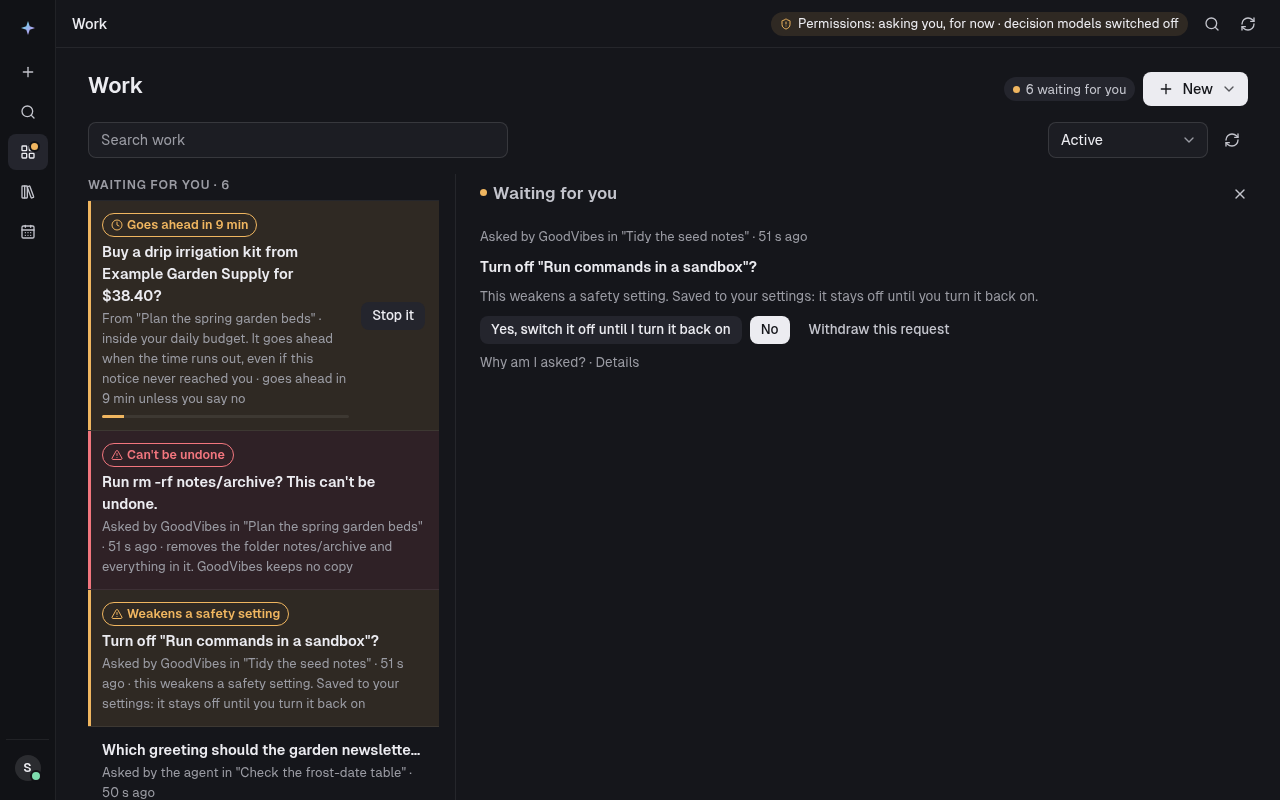 Work
Permissions: asking you, for now · decision models switched off
Work
6 waiting for you
New
Search work
Active
WAITING FOR YOU · 6
Goes ahead in 9 min
Buy a drip irrigation kit from
Example Garden Supply for
$38.40?
From "Plan the spring garden beds" ·
inside your daily budget. It goes ahead
when the time runs out, even if this
notice never reached you · goes ahead in
9 min unless you say no
Stop it
Can't be undone
Run rm -rf notes/archive? This can't be
undone.
Asked by GoodVibes in "Plan the spring garden beds"
· 51 s ago · removes the folder notes/archive and
everything in it. GoodVibes keeps no copy
Weakens a safety setting
Turn off "Run commands in a sandbox"?
Asked by GoodVibes in "Tidy the seed notes" · 51 s
ago · this weakens a safety setting. Saved to your
settings: it stays off until you turn it back on
Which greeting should the garden newslette…
Asked by the agent in "Check the frost-date table" ·
50 s ago
Waiting for you
Asked by GoodVibes in "Tidy the seed notes" · 51 s ago
Turn off "Run commands in a sandbox"?
This weakens a safety setting. Saved to your settings: it stays off until you turn it back on.
Yes, switch it off until I turn it back on
No
Withdraw this request
Why am I asked? · Details
S